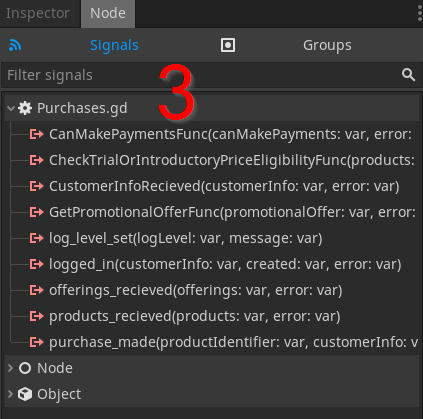 Inspector Node
Signals Groups
Filter signals
3
Purchases.gd
CanMakePaymentsFunc(canMakePayments: var, error:
CheckTrialOrIntroductoryPriceEligibilityFunc(products:
CustomerInfoRecieved(customerInfo: var, error: var)
GetPromotionalOfferFunc(promotionalOffer: var, error:
log_level_set(logLevel: var, message: var)
logged_in(customerInfo: var, created: var, error: var)
offerings_recieved(offerings: var, error: var)
products_recieved(products: var, error: var)
purchase_made(productIdentifier: var, customerInfo: v
Node
Object